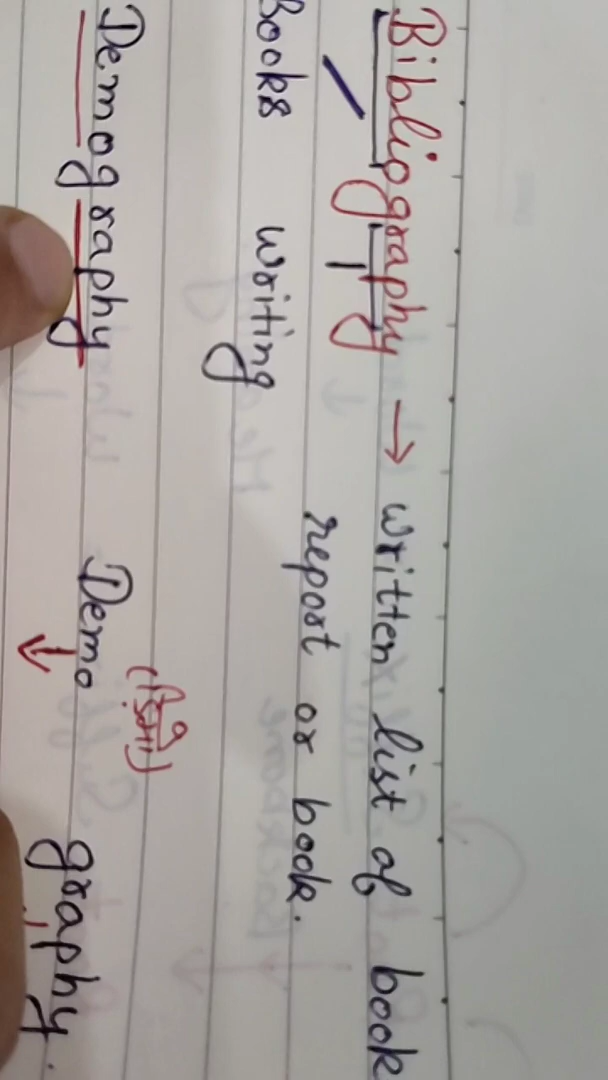 Bibliography → written list of book
report or book.
Books writing
Demography Demo graphy.